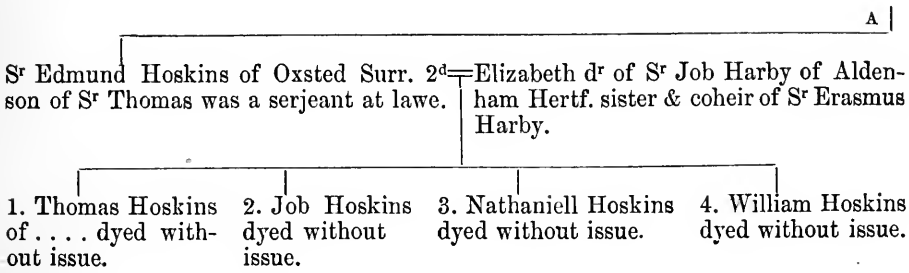 A
Sʳ Edmund Hoskins of Oxsted Surr. 2ᵈ
son of Sʳ Thomas was a serjeant at lawe.
Elizabeth dʳ of Sʳ Job Harby of Alden-
ham Hertf. sister & coheir of Sʳ Erasmus
Harby.
1. Thomas Hoskins
of . . . . dyed with-
out issue.
2. Job Hoskins
dyed without
issue.
3. Nathaniell Hoskins
dyed without issue.
4. William Hoskins
dyed without issue.